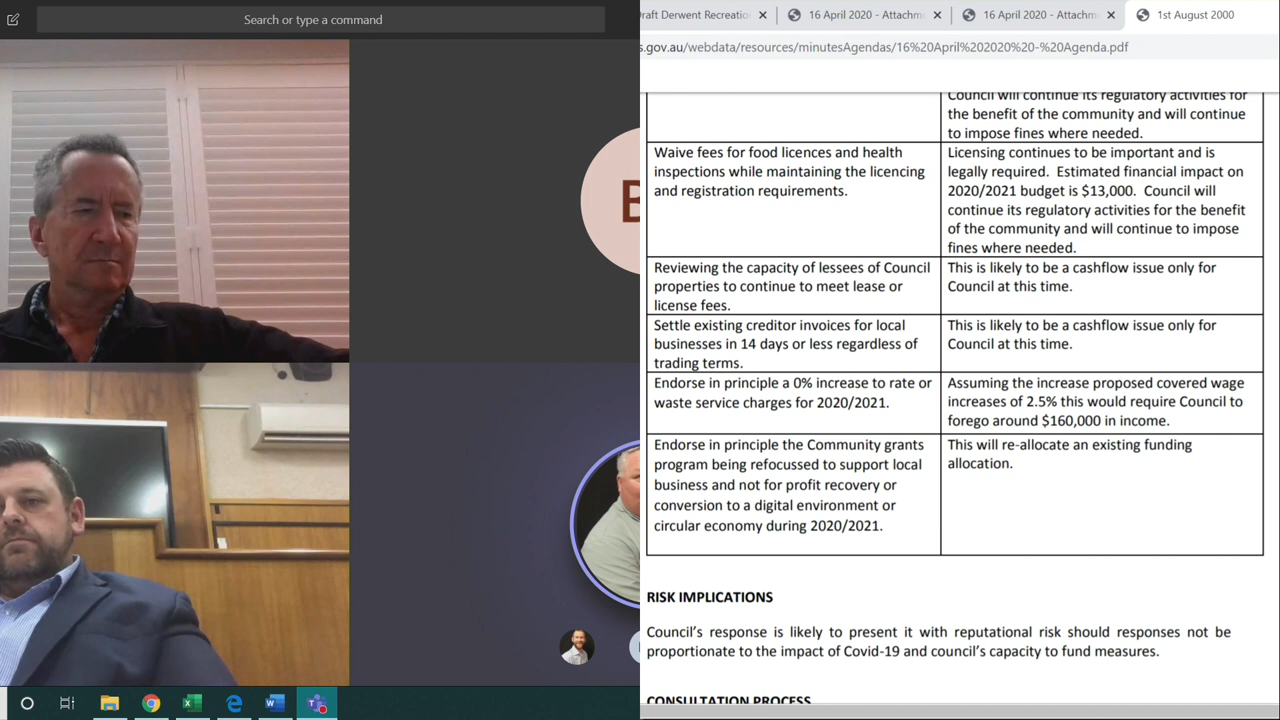 Search or type a command
raft Derwent Recreatio
16 April 2020 - Attachm
16 April 2020 - Attachm
1st August 2000
s.gov.au/webdata/resources/minutesAgendas/16%20April%202020%20-%20Agenda.pdf
Council will continue its regulatory activities for
the benefit of the community and will continue
to impose fines where needed.
Waive fees for food licences and health
inspections while maintaining the licencing
and registration requirements.
Licensing continues to be important and is
legally required. Estimated financial impact on
2020/2021 budget is $13,000. Council will
continue its regulatory activities for the benefit
of the community and will continue to impose
fines where needed.
Reviewing the capacity of lessees of Council
properties to continue to meet lease or
license fees.
This is likely to be a cashflow issue only for
Council at this time.
Settle existing creditor invoices for local
businesses in 14 days or less regardless of
trading terms.
This is likely to be a cashflow issue only for
Council at this time.
Endorse in principle a 0% increase to rate or
waste service charges for 2020/2021.
Assuming the increase proposed covered wage
increases of 2.5% this would require Council to
forego around $160,000 in income.
Endorse in principle the Community grants
program being refocussed to support local
business and not for profit recovery or
conversion to a digital environment or
circular economy during 2020/2021.
This will re-allocate an existing funding
allocation.
RISK IMPLICATIONS
Council's response is likely to present it with reputational risk should responses not be
proportionate to the impact of Covid-19 and council's capacity to fund measures.
CONSULTATION PROCESS